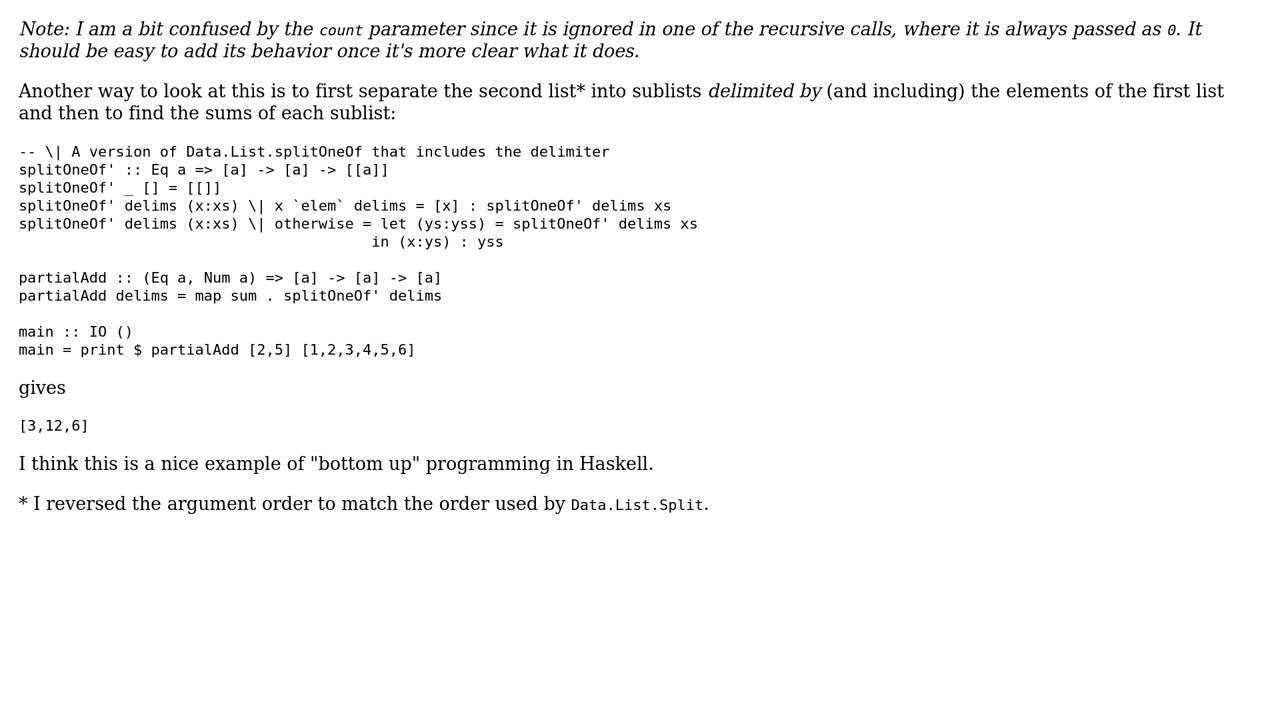 Note: I am a bit confused by the count parameter since it is ignored in one of the recursive calls, where it is always passed as 0. It
should be easy to add its behavior once it's more clear what it does.
Another way to look at this is to first separate the second list* into sublists delimited by (and including) the elements of the first list
and then to find the sums of each sublist:
-- \| A version of Data.List.splitOneOf that includes the delimiter
splitOneOf' :: Eq a => [a] -> [a] -> [[a]]
splitOneOf' _ [] = [[]]
splitOneOf' delims (x:xs) \| x `elem` delims = [x] : splitOneOf' delims xs
splitOneOf' delims (x:xs) \| otherwise = let (ys:yss) = splitOneOf' delims xs
                                        in (x:ys) : yss
partialAdd :: (Eq a, Num a) => [a] -> [a] -> [a]
partialAdd delims = map sum . splitOneOf' delims
main :: IO ()
main = print $ partialAdd [2,5] [1,2,3,4,5,6]
gives
[3,12,6]
I think this is a nice example of "bottom up" programming in Haskell.
* I reversed the argument order to match the order used by Data.List.Split.